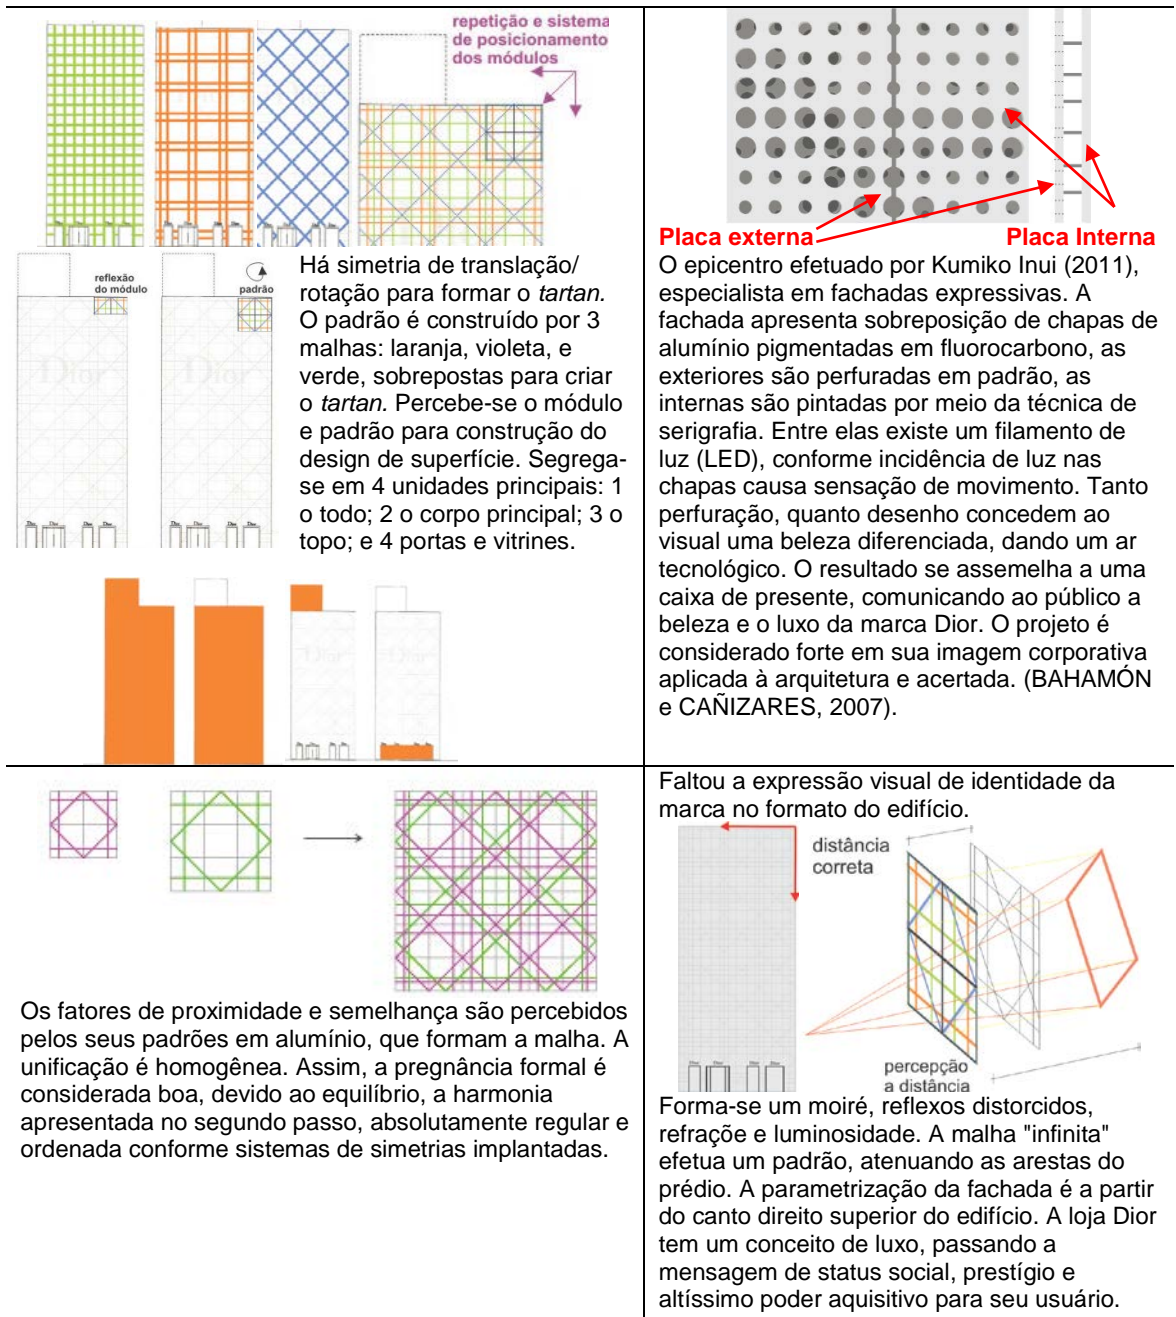 repetição e sistema
de posicionamento
dos módulos
reflexão
do módulo
padrão
Dior
Dior
Há simetria de translação/
rotação para formar o tartan.
O padrão é construído por 3
malhas: laranja, violeta, e
verde, sobrepostas para criar
o tartan. Percebe-se o módulo
e padrão para construção do
design de superfície. Segrega-
se em 4 unidades principais: 1
o todo; 2 o corpo principal; 3 o
topo; e 4 portas e vitrines.
Placa externa
Placa Interna
O epicentro efetuado por Kumiko Inui (2011),
especialista em fachadas expressivas. A
fachada apresenta sobreposição de chapas de
alumínio pigmentadas em fluorocarbono, as
exteriores são perfuradas em padrão, as
internas são pintadas por meio da técnica de
serigrafia. Entre elas existe um filamento de
luz (LED), conforme incidência de luz nas
chapas causa sensação de movimento. Tanto
perfuração, quanto desenho concedem ao
visual uma beleza diferenciada, dando um ar
tecnológico. O resultado se assemelha a uma
caixa de presente, comunicando ao público a
beleza e o luxo da marca Dior. O projeto é
considerado forte em sua imagem corporativa
aplicada à arquitetura e acertada. (BAHAMÓN
e CAÑIZARES, 2007).
Os fatores de proximidade e semelhança são percebidos
pelos seus padrões em alumínio, que formam a malha. A
unificação é homogênea. Assim, a pregnância formal é
considerada boa, devido ao equilíbrio, a harmonia
apresentada no segundo passo, absolutamente regular e
ordenada conforme sistemas de simetrias implantadas.
Faltou a expressão visual de identidade da
marca no formato do edifício.
distância
correta
percepção
a distância
Forma-se um moiré, reflexos distorcidos,
refraçõe e luminosidade. A malha "infinita"
efetua um padrão, atenuando as arestas do
prédio. A parametrização da fachada é a partir
do canto direito superior do edifício. A loja Dior
tem um conceito de luxo, passando a
mensagem de status social, prestígio e
altíssimo poder aquisitivo para seu usuário.